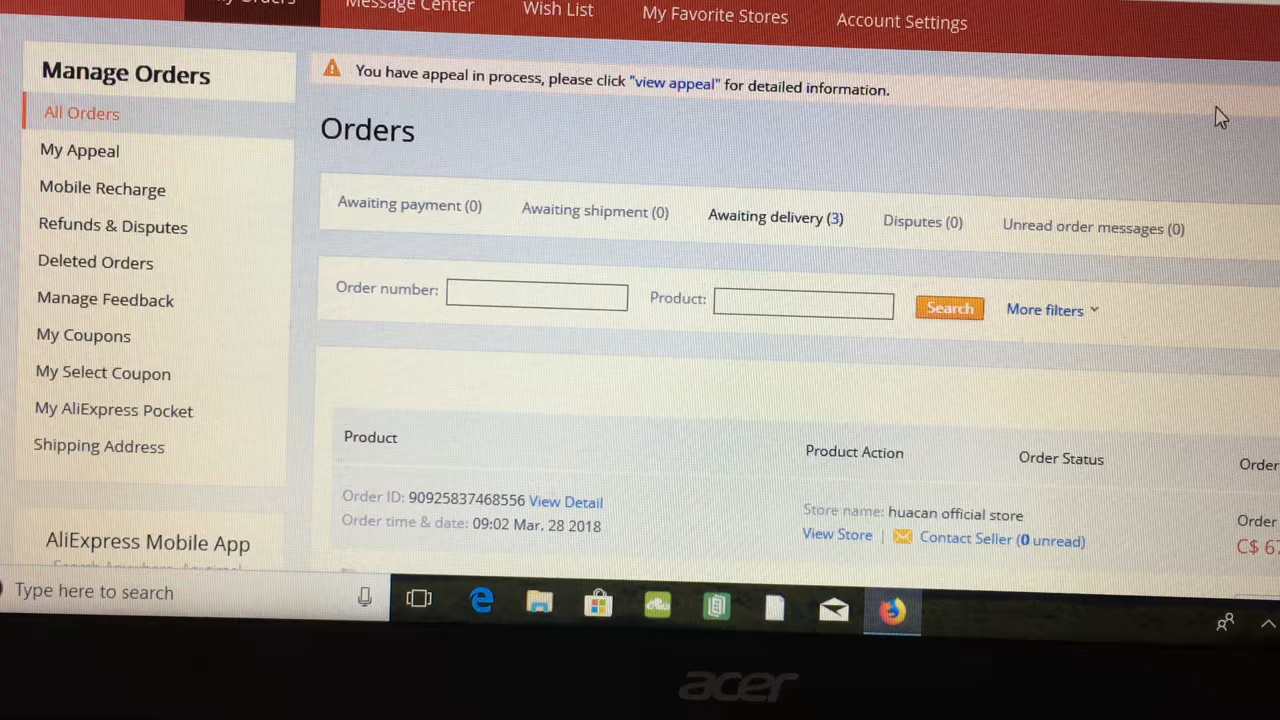 My Orders Message Center Wish List My Favorite Stores Account Settings
Manage Orders
All Orders
My Appeal
Mobile Recharge
Refunds & Disputes
Deleted Orders
Manage Feedback
My Coupons
My Select Coupon
My AliExpress Pocket
Shipping Address
AliExpress Mobile App
You have appeal in process, please click "view appeal" for detailed information.
Orders
Awaiting payment (0) Awaiting shipment (0) Awaiting delivery (3) Disputes (0) Unread order messages (0)
Order number: Product: Search More filters
Product Product Action Order Status Order
Order ID: 90925837468556 View Detail
Order time & date: 09:02 Mar. 28 2018
Store name: huacan official store
View Store | Contact Seller (0 unread)
Order
C$ 67
Type here to search
acer